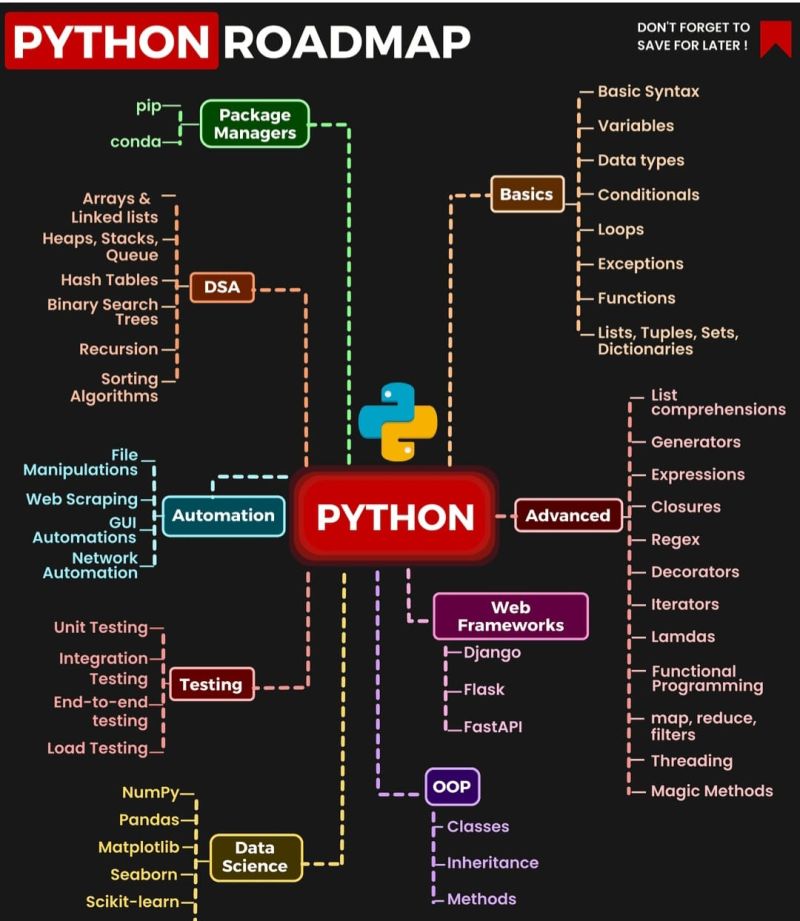 PYTHON ROADMAP
DON'T FORGET TO
SAVE FOR LATER !
Package
Managers
pip
conda
Basics
Basic Syntax
Variables
Data types
Conditionals
Loops
Exceptions
Functions
Lists, Tuples, Sets,
Dictionaries
DSA
Arrays &
Linked lists
Heaps, Stacks,
Queue
Hash Tables
Binary Search
Trees
Recursion
Sorting
Algorithms
PYTHON
Advanced
List
comprehensions
Generators
Expressions
Closures
Regex
Decorators
Iterators
Lamdas
Functional
Programming
map, reduce,
filters
Threading
Magic Methods
Automation
File
Manipulations
Web Scraping
GUI
Automations
Network
Automation
Web
Frameworks
Django
Flask
FastAPI
Testing
Unit Testing
Integration
Testing
End-to-end
testing
Load Testing
OOP
Classes
Inheritance
Methods
Data
Science
NumPy
Pandas
Matplotlib
Seaborn
Scikit-learn